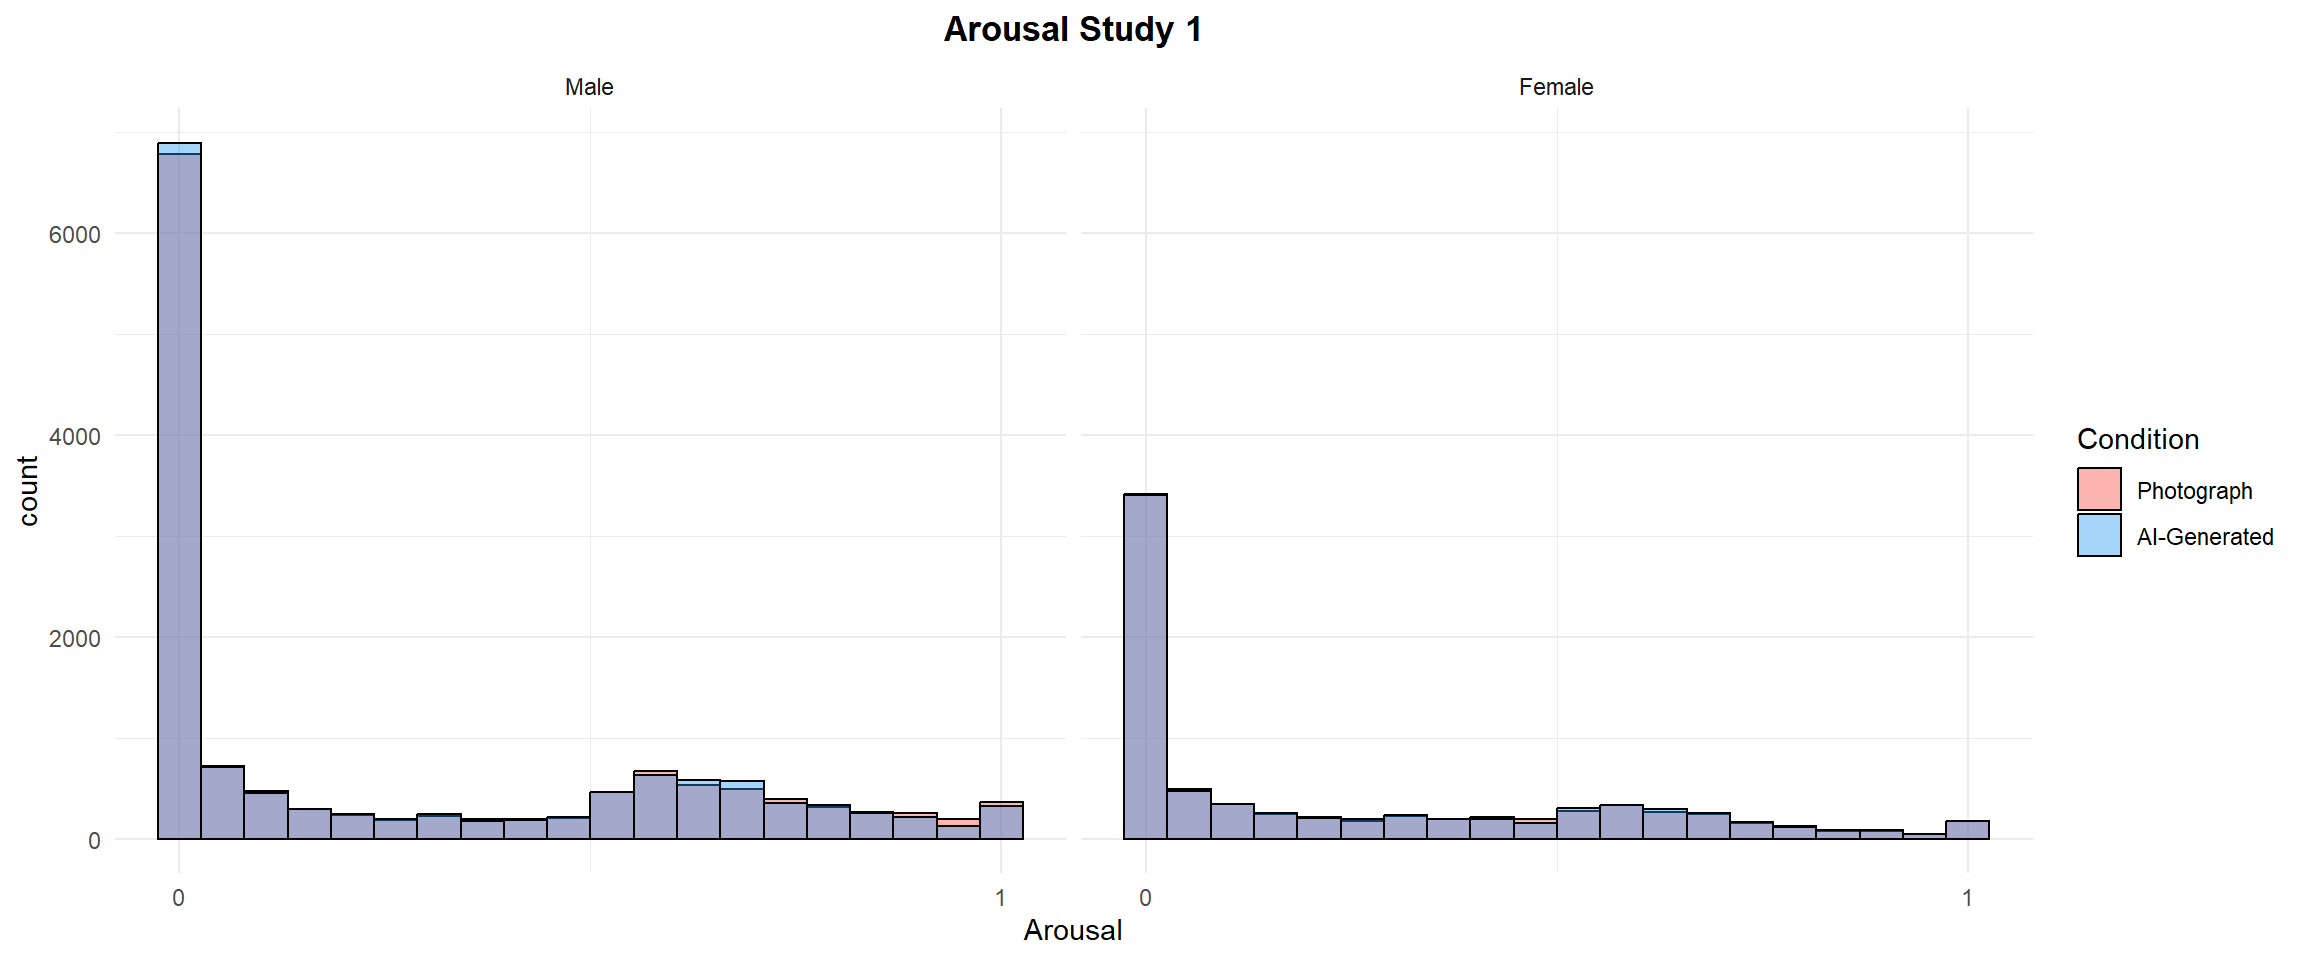 Arousal Study 1
Male
Female
6000
4000
2000
0
count
0
1
0
1
Arousal
Condition
Photograph
AI-Generated